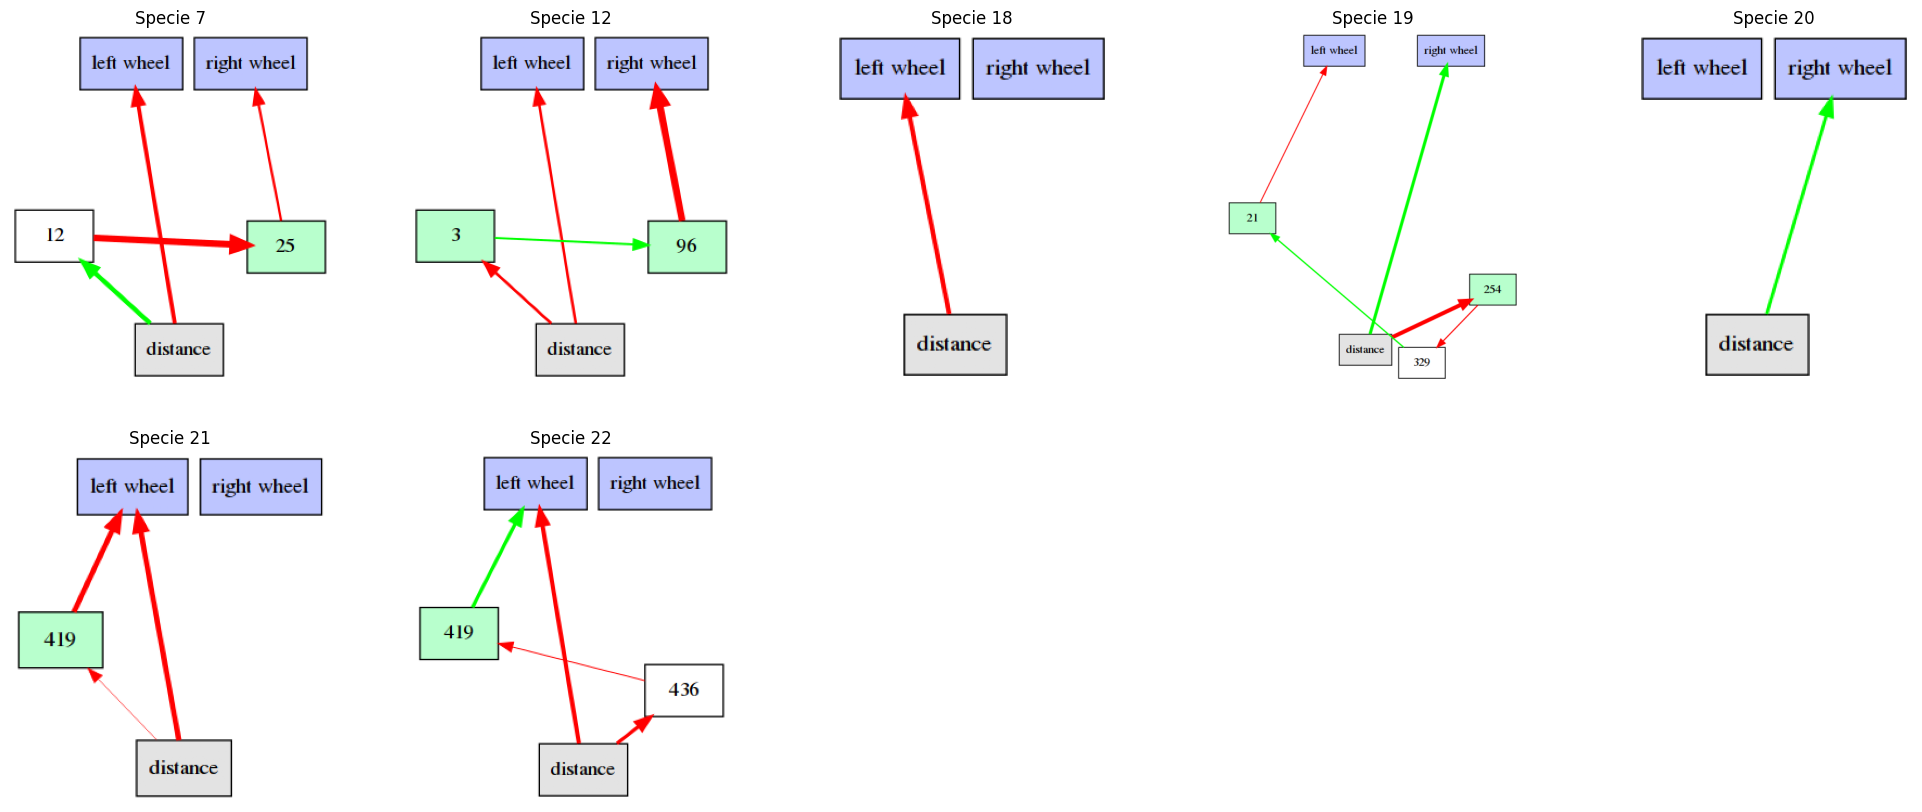 Specie 7
left wheel
right wheel
12
25
distance
Specie 12
left wheel
right wheel
3
96
distance
Specie 18
left wheel
right wheel
distance
Specie 19
left wheel
right wheel
21
254
distance
329
Specie 20
left wheel
right wheel
distance
Specie 21
left wheel
right wheel
419
distance
Specie 22
left wheel
right wheel
419
436
distance